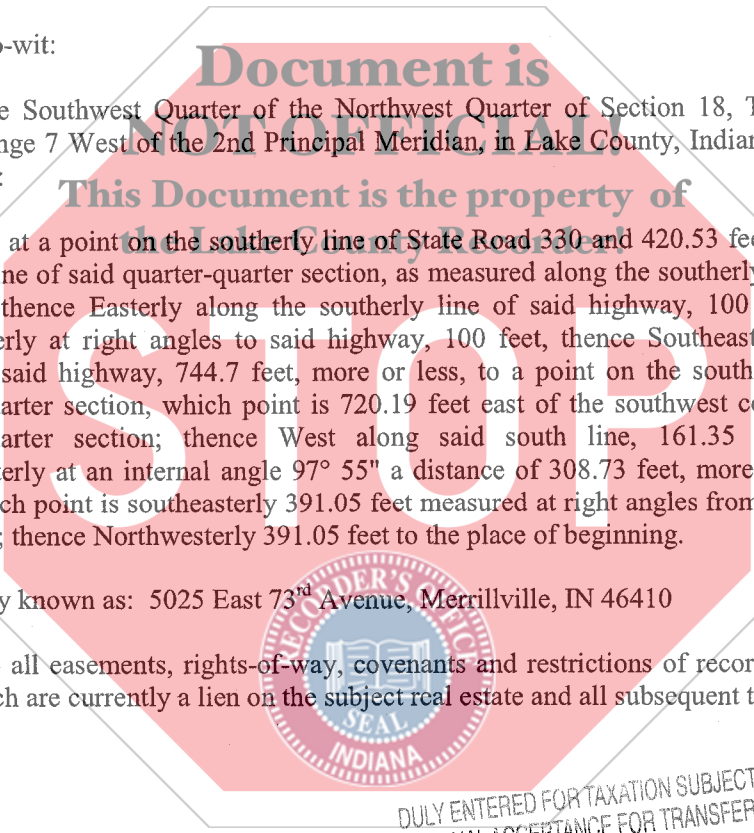 o-wit:
Document is
e Southwest Quarter of the Northwest Quarter of Section 18, T
NOT OFFICIAL!
nge 7 West of the 2nd Principal Meridian, in Lake County, Indian
:
This Document is the property of
the Lake County Recorder!
at a point on the southerly line of State Road 330 and 420.53 fee
ne of said quarter-quarter section, as measured along the southerly
thence Easterly along the southerly line of said highway, 100
erly at right angles to said highway, 100 feet, thence Southeast
said highway, 744.7 feet, more or less, to a point on the south
STOP
arter section, which point is 720.19 feet east of the southwest co
arter section; thence West along said south line, 161.35
terly at an internal angle 97° 55" a distance of 308.73 feet, more
ch point is southeasterly 391.05 feet measured at right angles from
; thence Northwesterly 391.05 feet to the place of beginning.
y known as: 5025 East 73rd Avenue, Merrillville, IN 46410
RECORDER'S OFFICE
all easements, rights-of-way, covenants and restrictions of recor
ch are currently a lien on the subject real estate and all subsequent t
SEAL
INDIANA
DULY ENTERED FOR TAXATION SUBJECT
ACCEPTANCE FOR TRANSFER